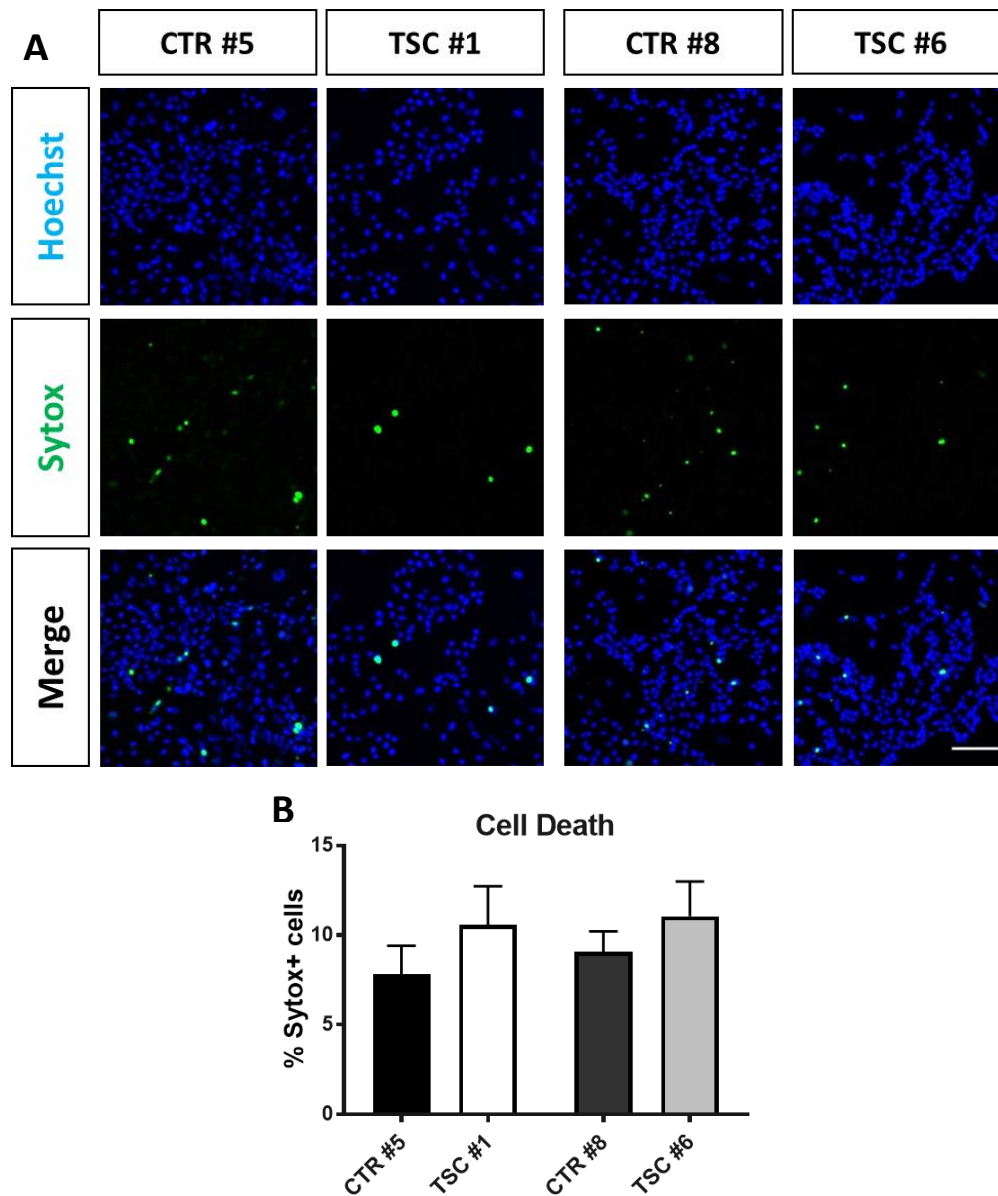 A
CTR #5
TSC #1
CTR #8
TSC #6
Hoechst
Sytox
Merge
B
Cell Death
% Sytox+ cells
15
10
5
0
CTR #5
TSC #1
CTR #8
TSC #6